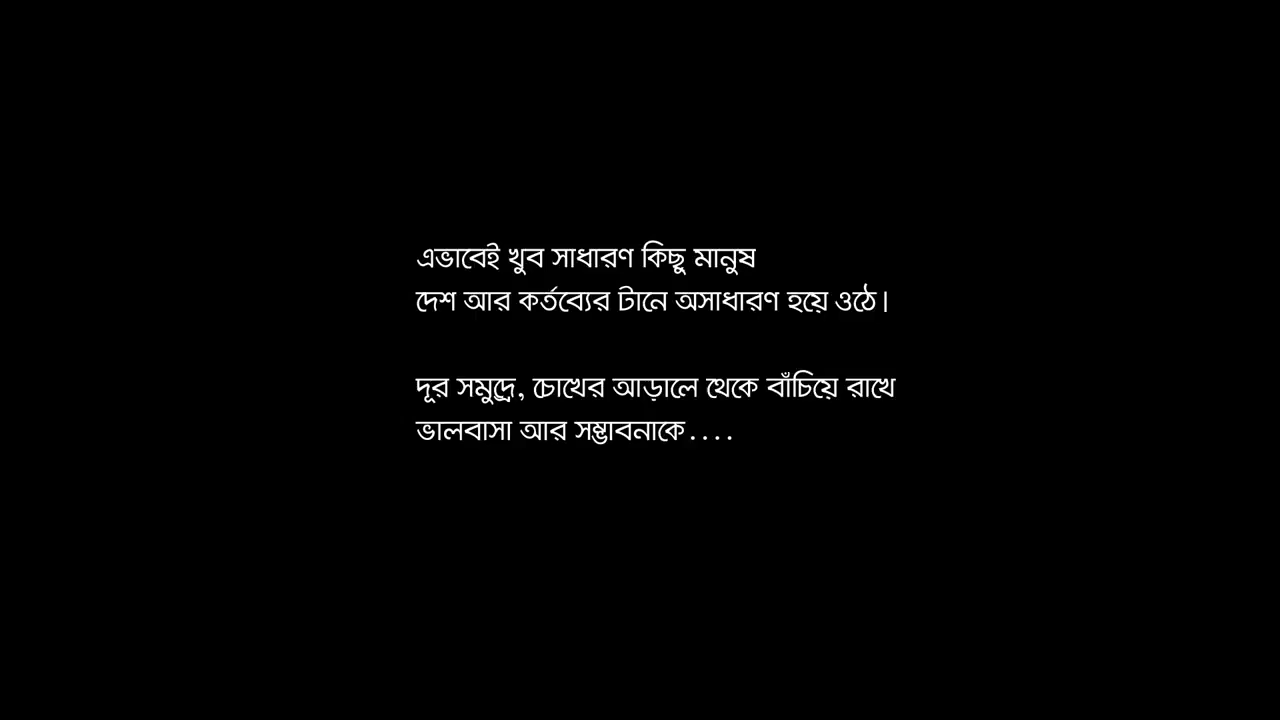 এভাবেই খুব সাধারণ কিছু মানুষ
দেশ আর কর্তব্যের টানে অসাধারণ হয়ে ওঠে।
দূর সমুদ্রে, চোখের আড়ালে থেকে বাঁচিয়ে রাখে
ভালবাসা আর সম্ভাবনাকে....